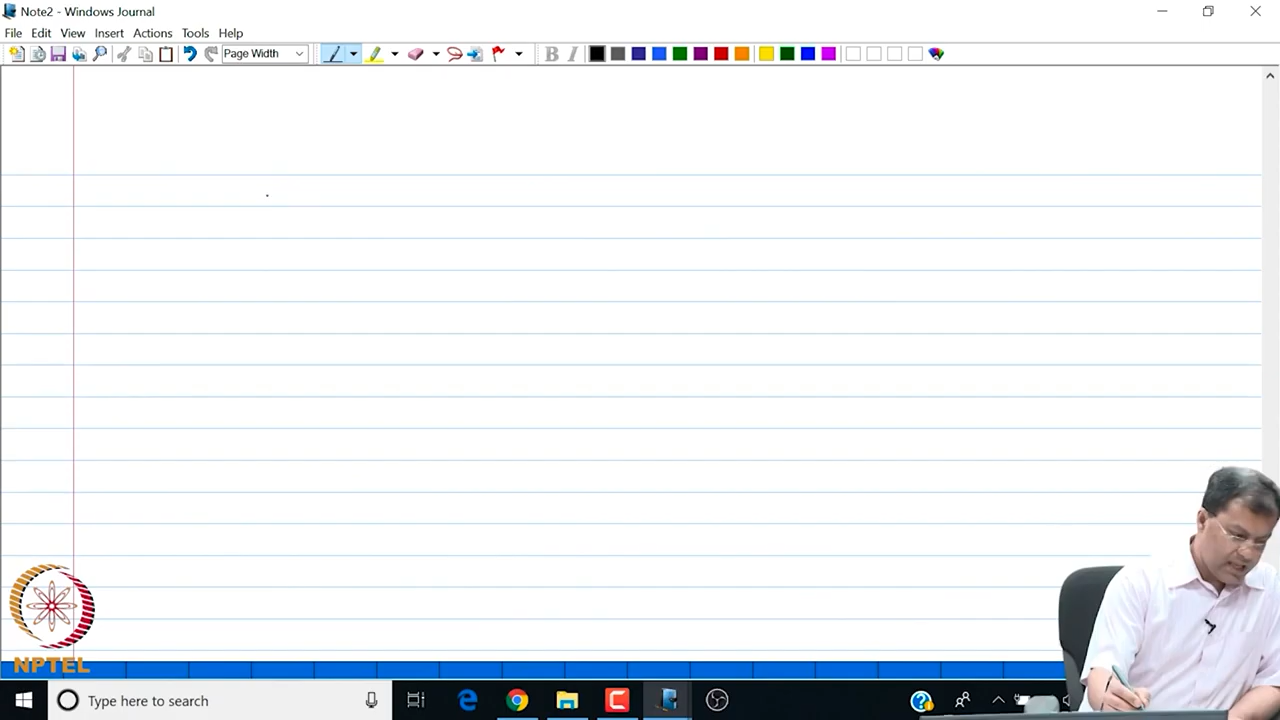 Note2 - Windows Journal
File Edit View Insert Actions Tools Help
Page Width
B I
NPTEL
Type here to search